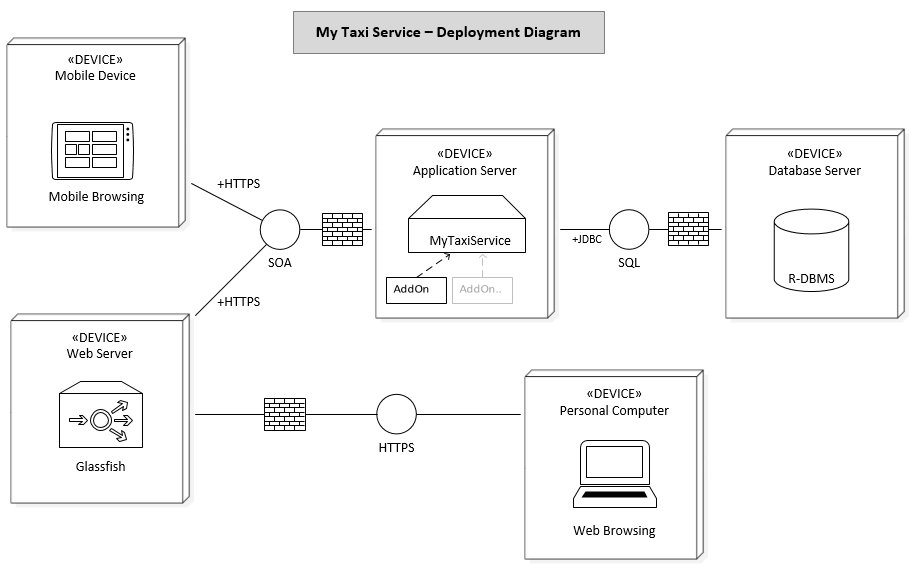 My Taxi Service – Deployment Diagram
«DEVICE»
Mobile Device
Mobile Browsing
+HTTPS
SOA
+HTTPS
«DEVICE»
Application Server
MyTaxiService
AddOn
AddOn..
+JDBC
SQL
«DEVICE»
Database Server
R-DBMS
«DEVICE»
Web Server
Glassfish
HTTPS
«DEVICE»
Personal Computer
Web Browsing